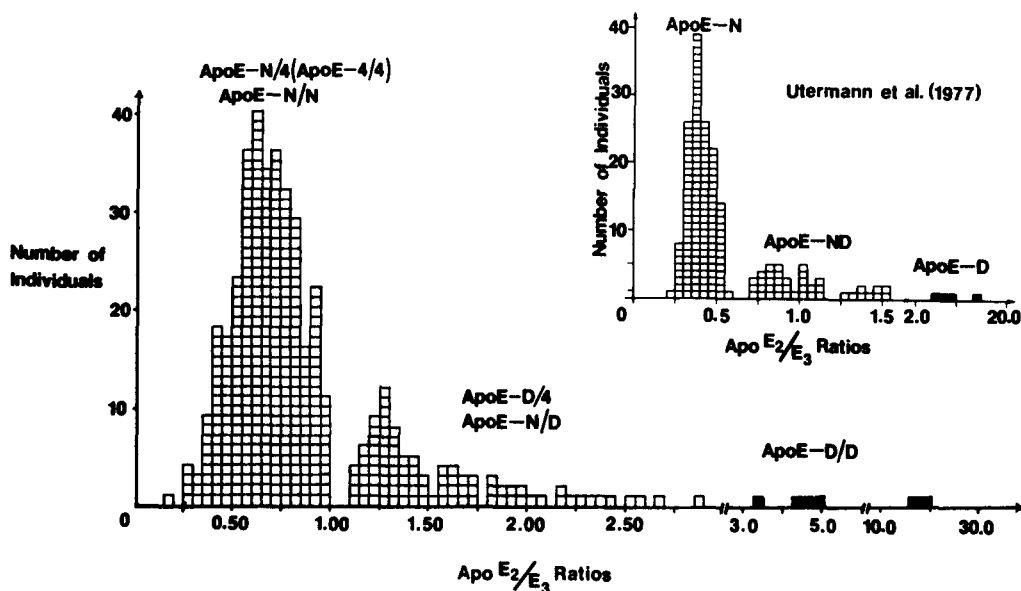 ApoE-N/4(ApoE-4/4)
ApoE-N/N
40
30
Number of
Individuals
20
10
0
0.50
1.00
1.50
2.00
2.50
3.0
5.0
10.0
30.0
ApoE-D/4
ApoE-N/D
ApoE-D/D
Apo E2/E3 Ratios
ApoE-N
40
30
20
10
Number of Individuals
Utermann et al. (1977)
ApoE-ND
ApoE-D
0
0.5
1.0
1.5
2.0
20.0
Apo E2/E3 Ratios